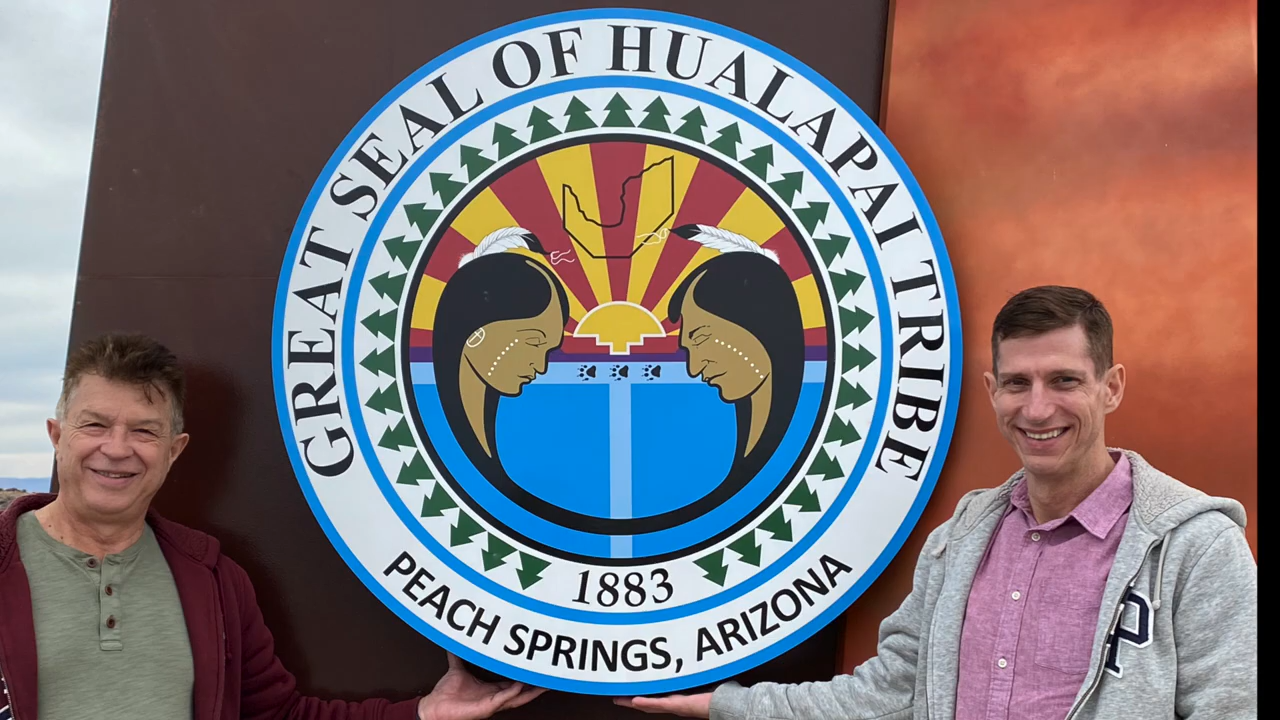 GREAT SEAL OF HUALAPAI TRIBE
1883
PEACH SPRINGS, ARIZONA
P